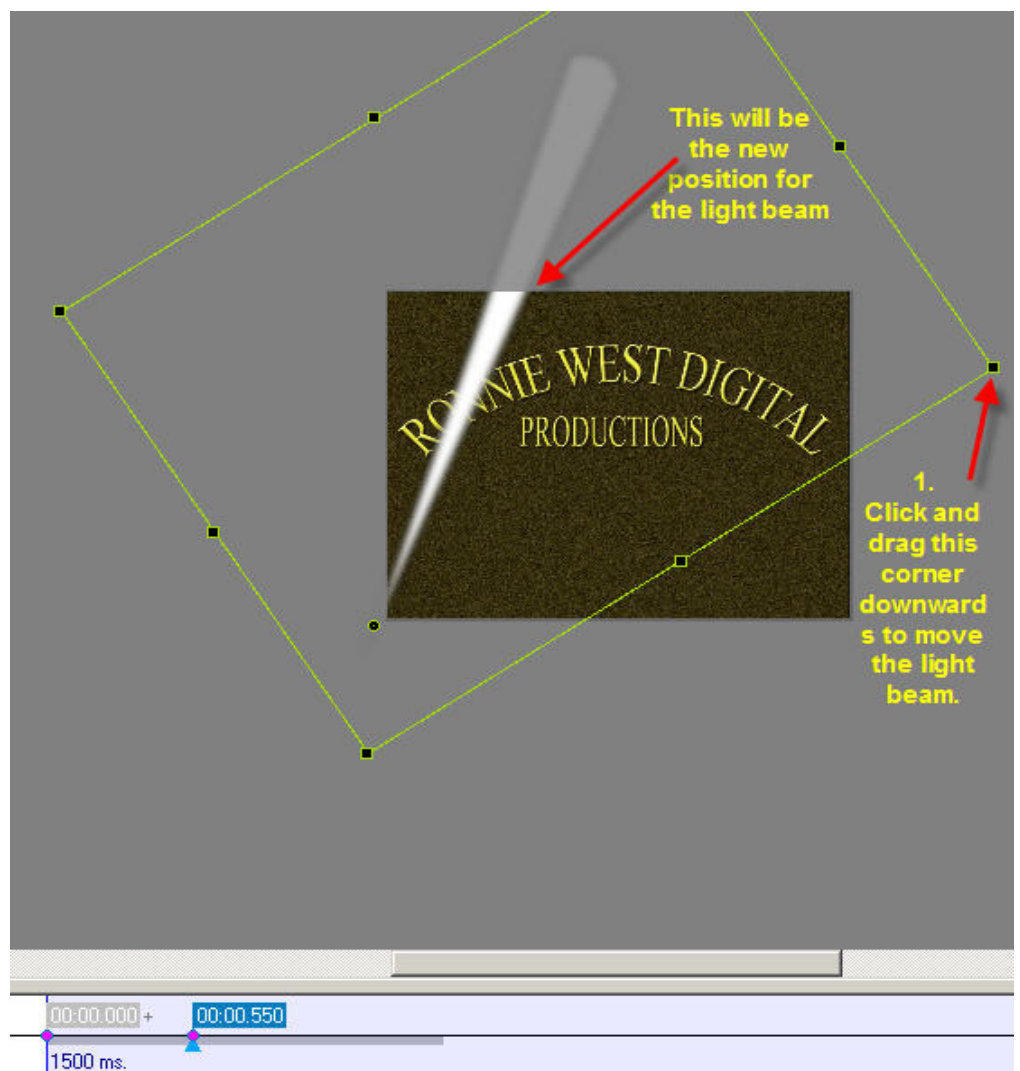 This will be
the new
position for
the light beam
RONNIE WEST DIGITAL
PRODUCTIONS
1.
Click and
drag this
corner
downward
s to move
the light
beam.
00:00.000 + 00:00.550
1500 ms.